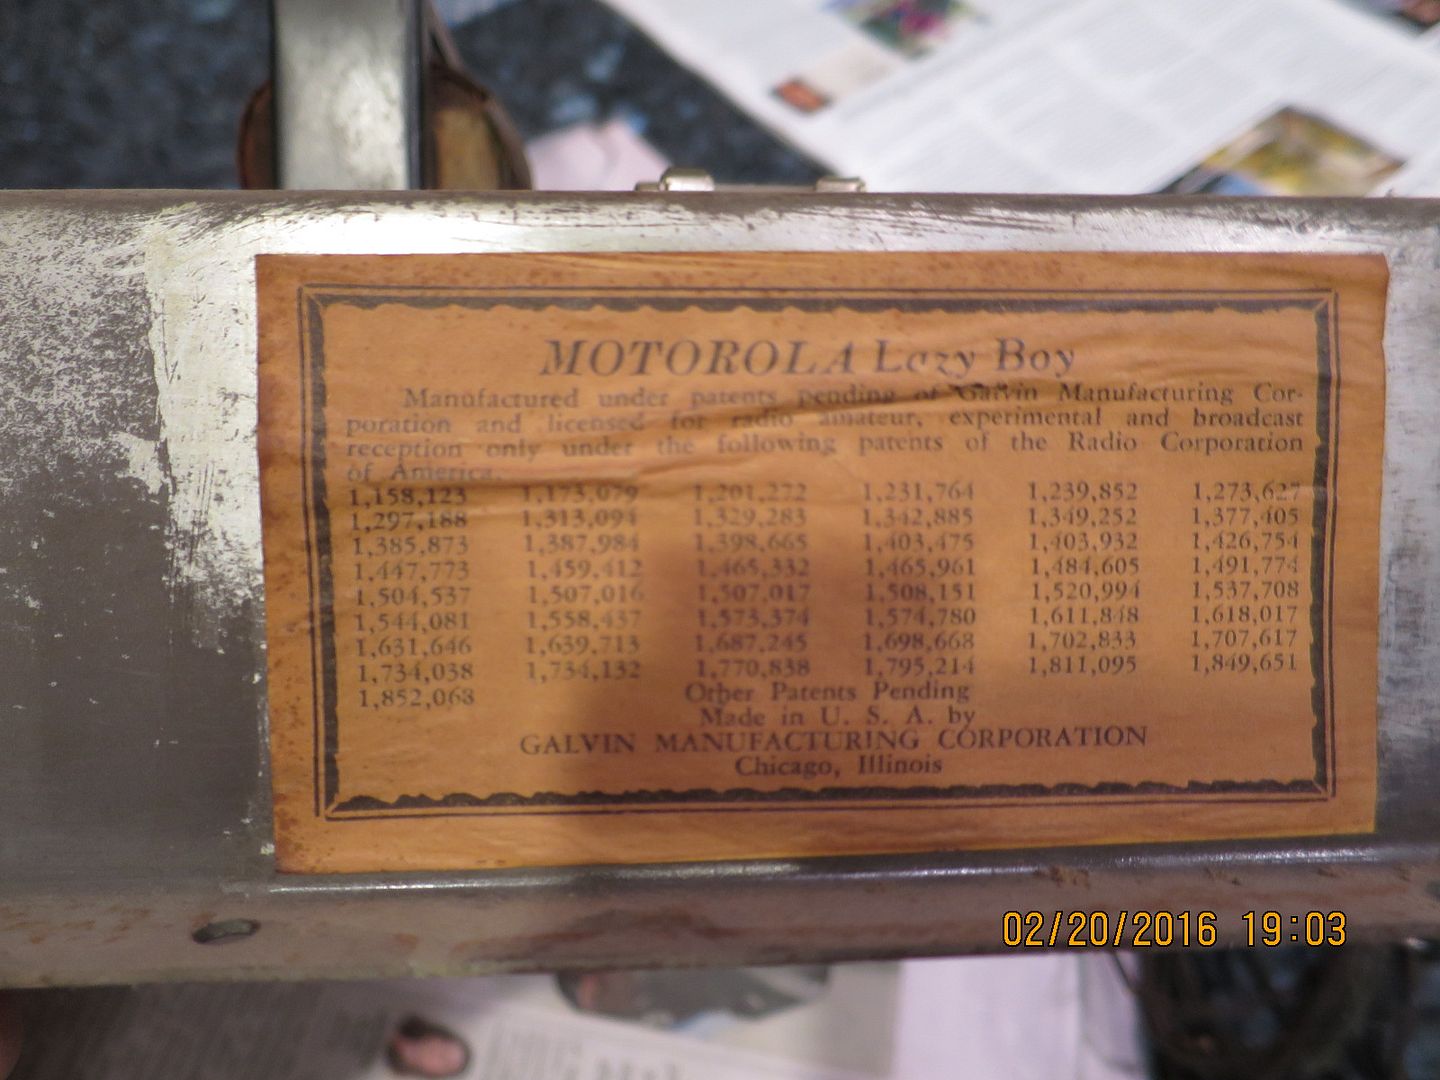 MOTOROLA Lazy Boy
Manufactured under patents pending of Galvin Manufacturing Cor-
poration and licensed for radio amateur, experimental and broadcast
reception only under the following patents of the Radio Corporation
of America.
1,158,123 1,173,079 1,201,272 1,231,764 1,239,852 1,273,627
1,297,188 1,313,094 1,329,283 1,342,885 1,349,252 1,377,405
1,385,873 1,387,984 1,398,665 1,403,475 1,403,932 1,426,754
1,447,773 1,459,412 1,465,332 1,465,961 1,484,605 1,491,774
1,504,537 1,507,016 1,507,017 1,508,151 1,520,994 1,537,708
1,544,081 1,558,437 1,573,374 1,574,780 1,611,848 1,618,017
1,631,646 1,639,713 1,687,245 1,698,668 1,702,833 1,707,617
1,734,038 1,734,132 1,770,838 1,795,214 1,811,095 1,849,651
1,852,068 Other Patents Pending
Made in U. S. A. by
GALVIN MANUFACTURING CORPORATION
Chicago, Illinois
02/20/2016 19:03